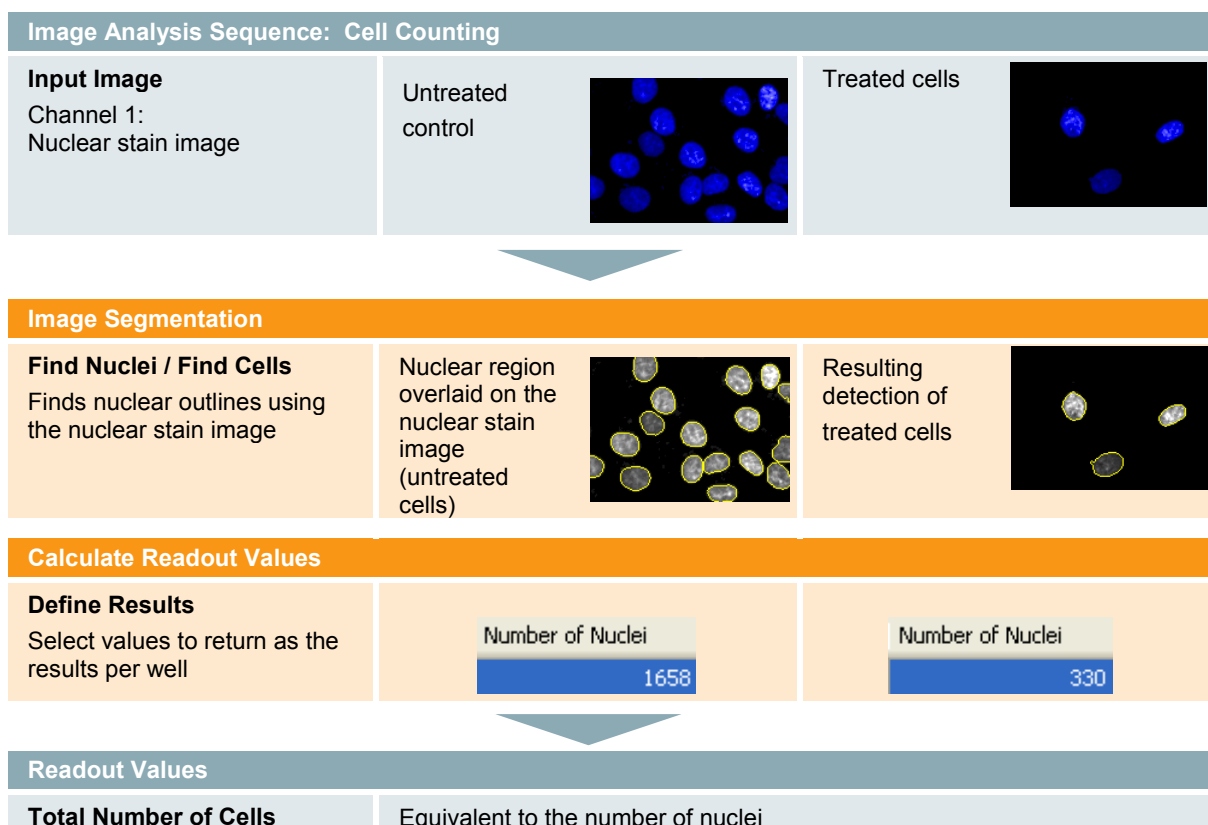 Image Analysis Sequence: Cell Counting
Input Image
Channel 1:
Nuclear stain image
Untreated
control
Treated cells
Image Segmentation
Find Nuclei / Find Cells
Finds nuclear outlines using
the nuclear stain image
Nuclear region
overlaid on the
nuclear stain
image
(untreated
cells)
Resulting
detection of
treated cells
Calculate Readout Values
Define Results
Select values to return as the
results per well
Number of Nuclei
1658
Number of Nuclei
330
Readout Values
Total Number of Cells
Equivalent to the number of nuclei